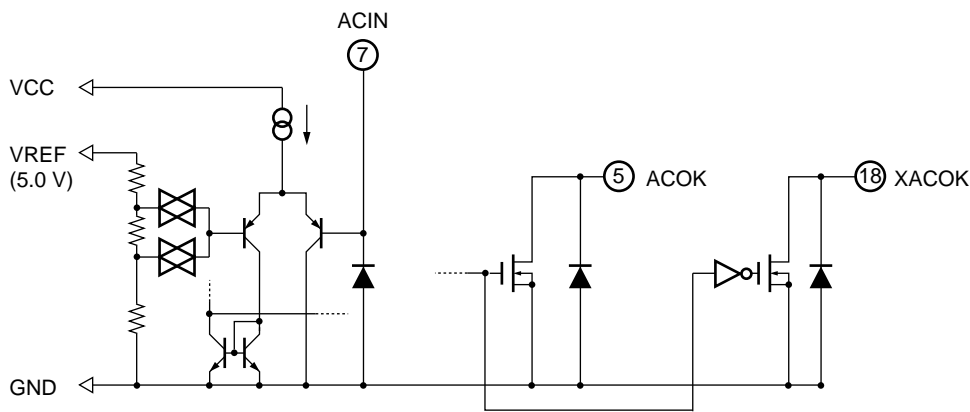 ACIN
7
VCC
VREF
(5.0 V)
5 ACOK
18 XACOK
GND